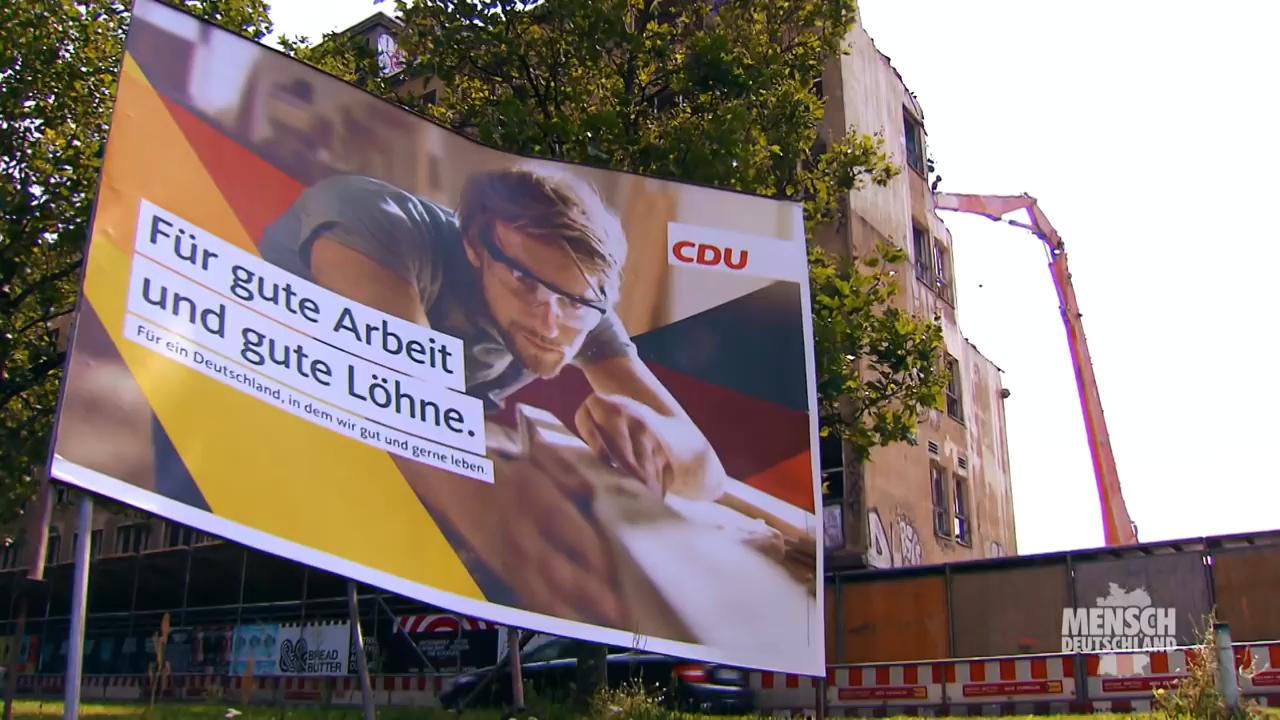 Für gute Arbeit
und gute Löhne.
Für ein Deutschland, in dem wir gut und gerne leben.
CDU
BREAD
BUTTER
MENSCH
DEUTSCHLAND